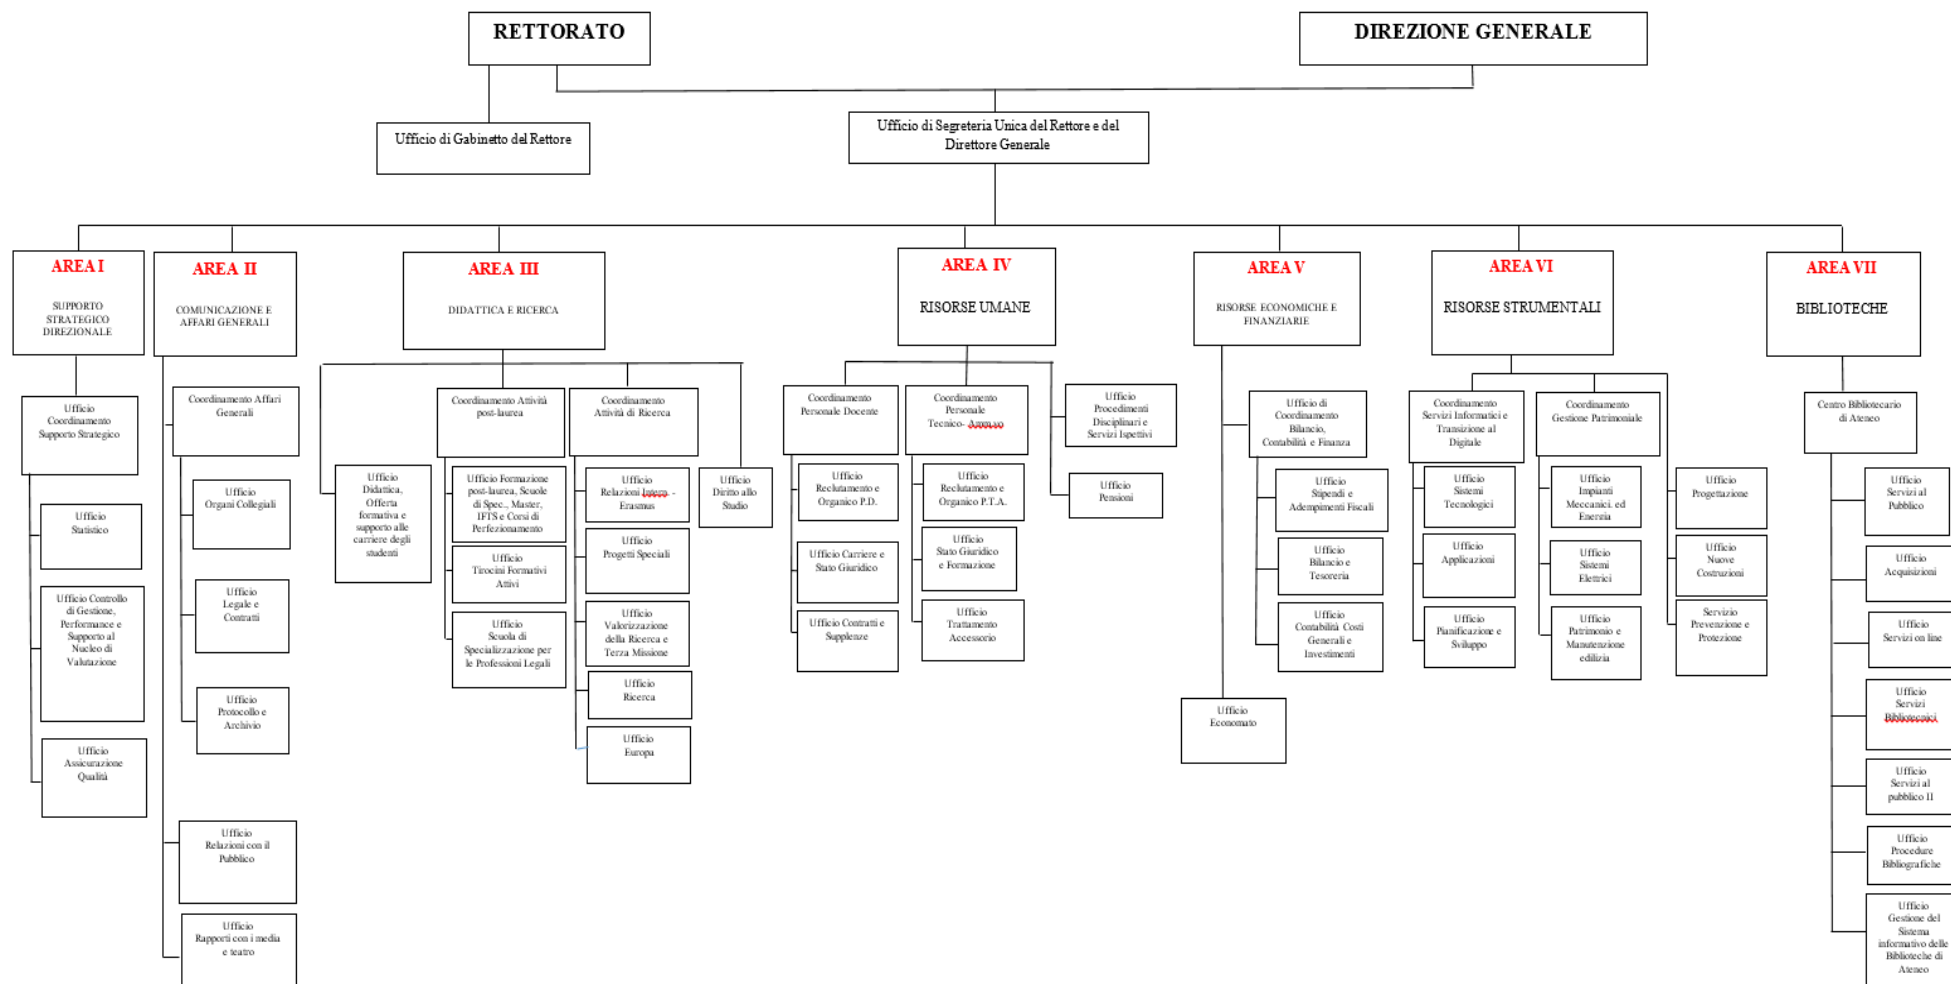 RETTORATO
DIREZIONE GENERALE
Ufficio di Gabinetto del Rettore
Ufficio di Segreteria Unica del Rettore e del
Direttore Generale
AREA I
SUPPORTO
STRATEGICO
DIREZIONALE
Ufficio
Coordinamento
Supporto Strategico
Ufficio
Statistico
Ufficio Controllo
di Gestione,
Performance e
Supporto al
Nucleo di
Valutazione
Ufficio
Assicurazione
Qualità
AREA II
COMUNICAZIONE E
AFFARI GENERALI
Coordinamento Affari
Generali
Ufficio
Organi Collegiali
Ufficio
Legale e
Contratti
Ufficio
Protocollo e
Archivio
Ufficio
Relazioni con il
Pubblico
Ufficio
Rapporti con i media
e teatro
AREA III
DIDATTICA E RICERCA
Ufficio
Didattica,
Offerta
formativa e
supporto alle
carriere degli
studenti
Coordinamento Attività
post-laurea
Ufficio Formazione
post-laurea, Scuole
di Spec., Master,
IFTS e Corsi di
Perfezionamento
Ufficio
Tirocini Formativi
Attivi
Ufficio
Scuola di
Specializzazione per
le Professioni Legali
Coordinamento
Attività di Ricerca
Ufficio
Relazioni Intern. -
Erasmus
Ufficio
Progetti Speciali
Ufficio
Valorizzazione
della Ricerca e
Terza Missione
Ufficio
Ricerca
Ufficio
Europa
Ufficio
Diritto allo
Studio
AREA IV
RISORSE UMANE
Coordinamento
Personale Docente
Ufficio
Reclutamento e
Organico P.D.
Ufficio Carriere e
Stato Giuridico
Ufficio Contratti e
Supplenze
Coordinamento
Personale
Tecnico- Amm.vo
Ufficio
Reclutamento e
Organico P.T.A.
Ufficio
Stato Giuridico
e Formazione
Ufficio
Trattamento
Accessorio
Ufficio
Procedimenti
Disciplinari e
Servizi Ispettivi
Ufficio
Pensioni
AREA V
RISORSE ECONOMICHE E
FINANZIARIE
Ufficio di
Coordinamento
Bilancio,
Contabilità e Finanza
Ufficio
Stipendi e
Adempimenti Fiscali
Ufficio
Bilancio e
Tesoreria
Ufficio
Contabilità Costi
Generali e
Investimenti
Ufficio
Economato
AREA VI
RISORSE STRUMENTALI
Coordinamento
Servizi Informatici e
Transizione al
Digitale
Ufficio
Sistemi
Tecnologici
Ufficio
Applicazioni
Ufficio
Pianificazione e
Sviluppo
Coordinamento
Gestione Patrimoniale
Ufficio
Impianti
Meccanici. ed
Energia
Ufficio
Sistemi
Elettrici
Ufficio
Patrimonio e
Manutenzione
edilizia
Ufficio
Progettazione
Ufficio
Nuove
Costruzioni
Servizio
Prevenzione e
Protezione
AREA VII
BIBLIOTECHE
Centro Bibliotecario
di Ateneo
Ufficio
Servizi al
Pubblico
Ufficio
Acquisizioni
Ufficio
Servizi on line
Ufficio
Servizi
Bibliotecnici
Ufficio
Servizi al
pubblico II
Ufficio
Procedure
Bibliografiche
Ufficio
Gestione del
Sistema
informativo delle
Biblioteche di
Ateneo